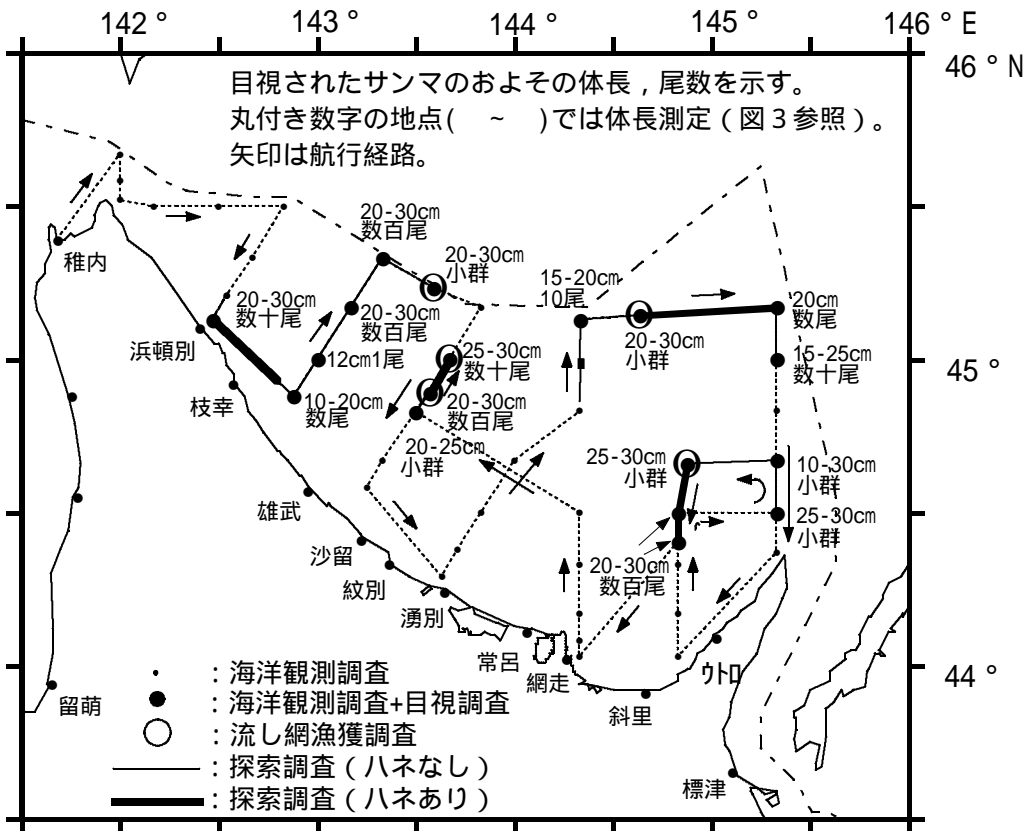 142 °
143 °
144 °
145 °
146 ° E
46 ° N
目視されたサンマのおよその体長，尾数を示す。
丸付き数字の地点(　~　)では体長測定（図３参照）。
矢印は航行経路。
20-30cm
数百尾
20-30cm
小群
15-20cm
10尾
稚内
20-30cm
数十尾
20-30cm
数百尾
20-30cm
小群
20cm
数尾
浜頓別
12cm1尾
25-30cm
数十尾
15-25cm
数十尾
45 °
枝幸
10-20cm
数尾
20-30cm
数百尾
20-25cm
小群
25-30cm
小群
10-30cm
小群
雄武
25-30cm
小群
沙留
20-30cm
数百尾
紋別
湧別
常呂
網走
ウトロ
44 °
斜里
留萌
標津
：海洋観測調査
：海洋観測調査+目視調査
：流し網漁獲調査
：探索調査（ハネなし）
：探索調査（ハネあり）